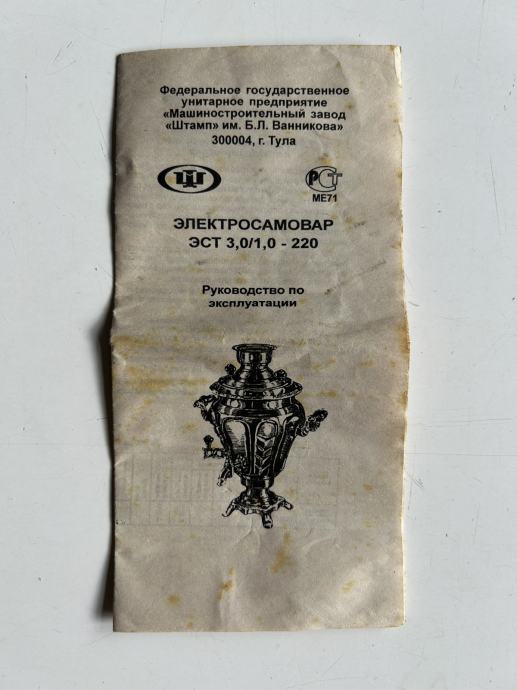 Федеральное государственное
унитарное предприятие
«Машиностроительный завод
«Штамп» им. Б.Л. Ванникова»
300004, г. Тула
РСТ
МЕ71
ЭЛЕКТРОСАМОВАР
ЭСТ 3,0/1,0 - 220
Руководство по
эксплуатации